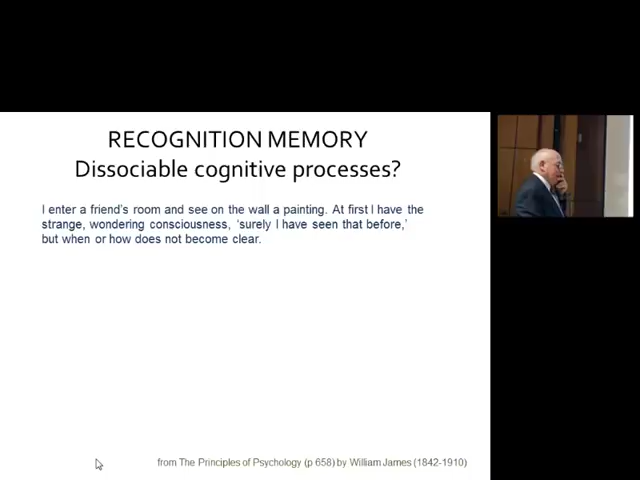 RECOGNITION MEMORY
Dissociable cognitive processes?
I enter a friend's room and see on the wall a painting. At first I have the
strange, wondering consciousness, 'surely I have seen that before,'
but when or how does not become clear.
from The Principles of Psychology (p 658) by William James (1842-1910)